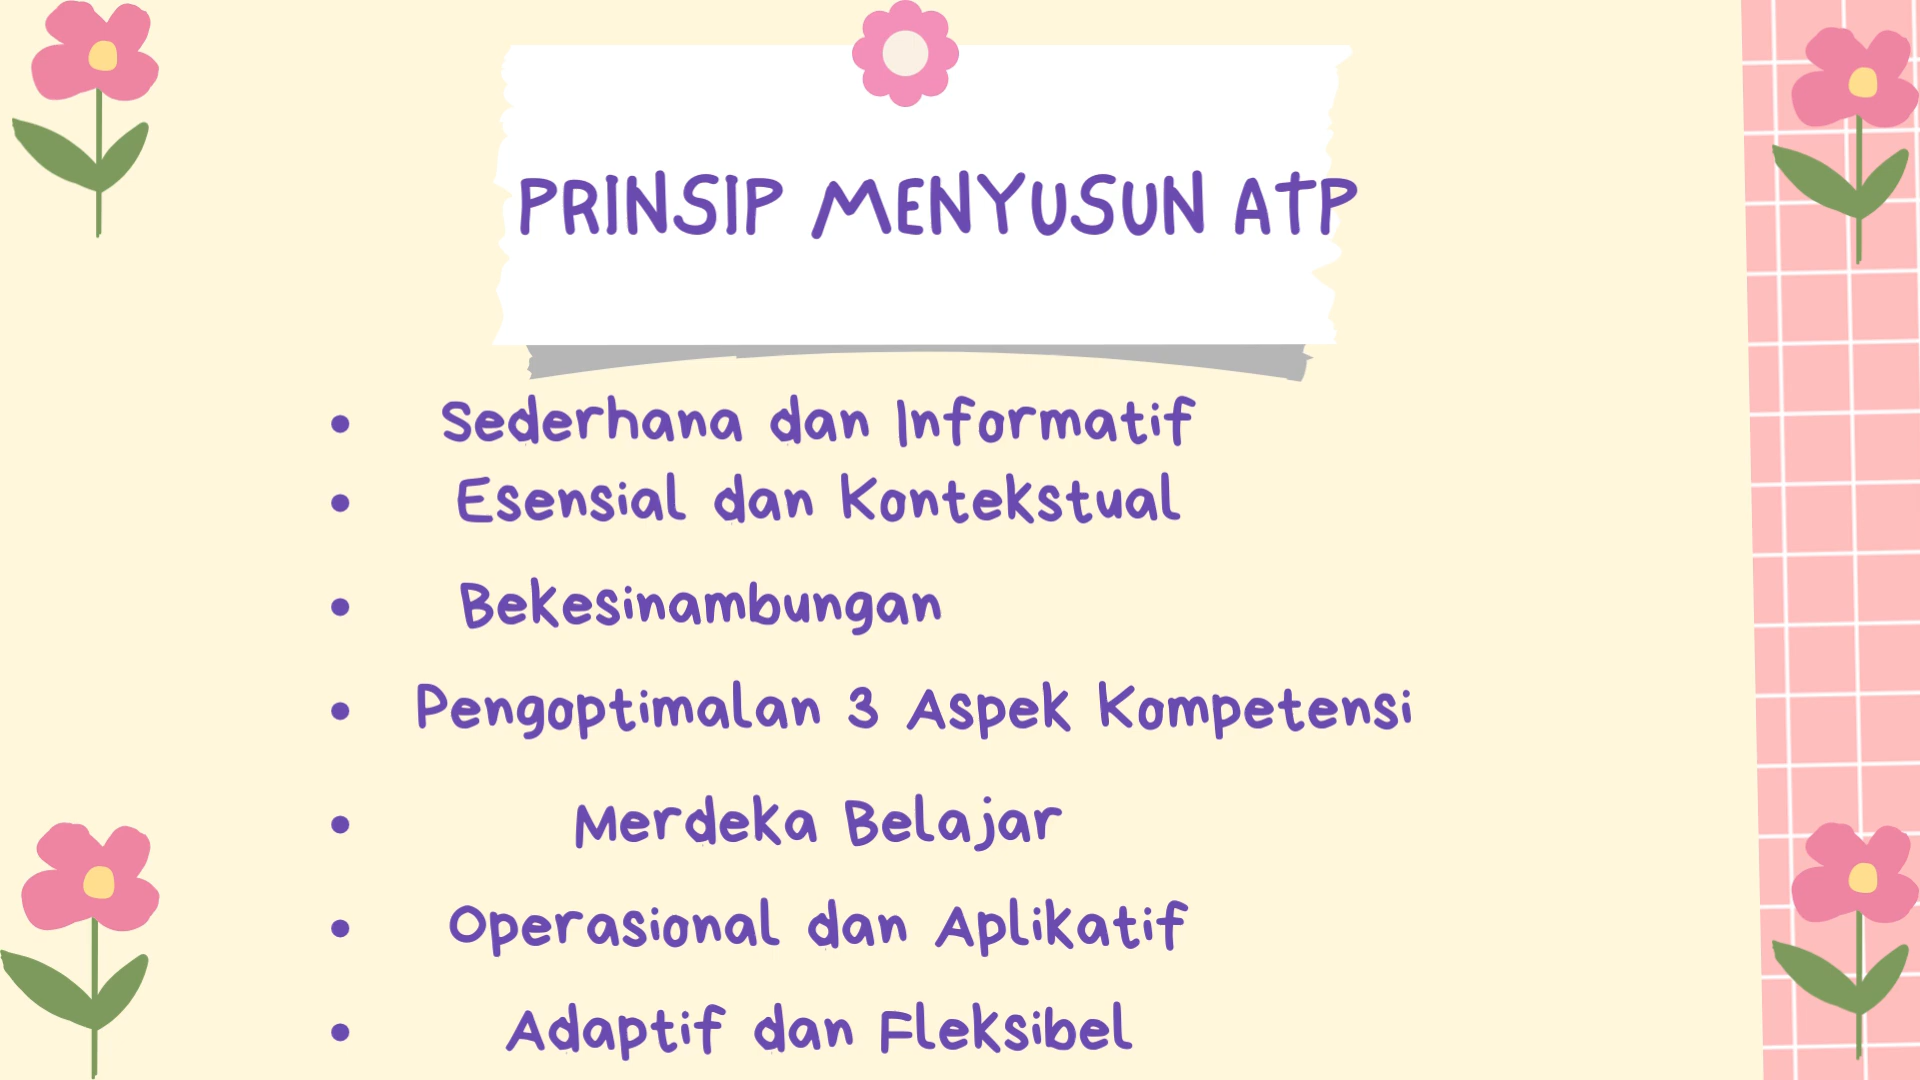 PRINSIP MENYUSUN ATP
• Sederhana dan Informatif
• Esensial dan Kontekstual
• Bekesinambungan
• Pengoptimalan 3 Aspek Kompetensi
• Merdeka Belajar
• Operasional dan Aplikatif
• Adaptif dan Fleksibel